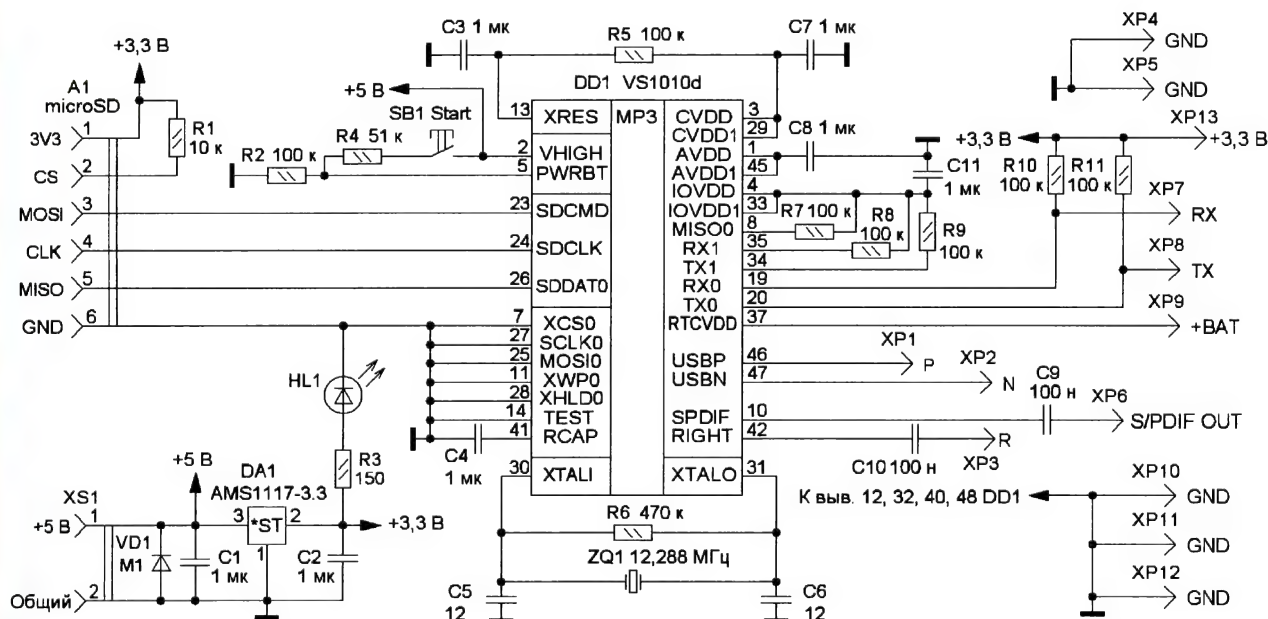 C3 1 мк
R5 100 к
C7 1 мк
XP4
GND
XP5
GND
+3,3 В
A1
microSD
3V3 1
CS 2
MOSI 3
CLK 4
MISO 5
GND 6
R1
10 к
+5 В
SB1 Start
R4 51 к
R2 100 к
DD1 VS1010d
MP3
13 XRES
2 VHIGH
5 PWRBT
23 SDCMD
24 SDCLK
26 SDDAT0
7 XCS0
27 SCLK0
25 MOSI0
11 XWP0
28 XHLD0
14 TEST
41 RCAP
30 XTALI
CVDD 3
CVDD1 29
AVDD 1
AVDD1 45
IOVDD 4
IOVDD1 33
MISO0 8
RX1 35
TX1 34
RX0 19
TX0 20
RTCVDD 37
USBP 46
USBN 47
SPDIF 10
RIGHT 42
XTALO 31
C8 1 мк
C11
1 мк
R7 100 к
R8
100 к
R9
100 к
+3,3 В
XP13
+3,3 В
R10
100 к
R11
100 к
XP7
RX
XP8
TX
XP9
+BAT
XP1
P
XP2
N
C9
100 н
XP6
S/PDIF OUT
C10 100 н
R
XP3
HL1
R3
150
C4
1 мк
+5 В
DA1
AMS1117-3.3
XS1
+5 В 1
3 *ST 2
1
+3,3 В
VD1
M1
C1
1 мк
C2
1 мк
Общий 2
R6 470 к
ZQ1 12,288 МГц
C5
12
C6
12
К выв. 12, 32, 40, 48 DD1
XP10
GND
XP11
GND
XP12
GND